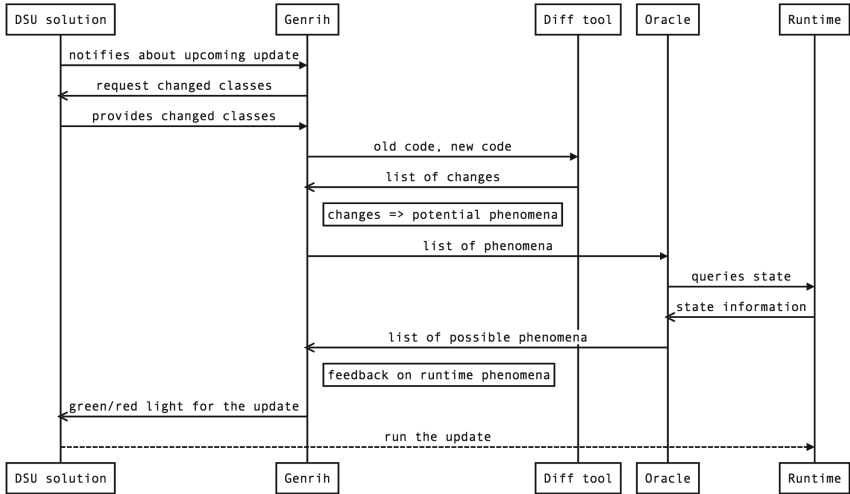 DSU solution
Genrih
Diff tool
Oracle
Runtime
notifies about upcoming update
request changed classes
provides changed classes
old code, new code
list of changes
changes => potential phenomena
list of phenomena
queries state
state information
list of possible phenomena
feedback on runtime phenomena
green/red light for the update
run the update
DSU solution
Genrih
Diff tool
Oracle
Runtime